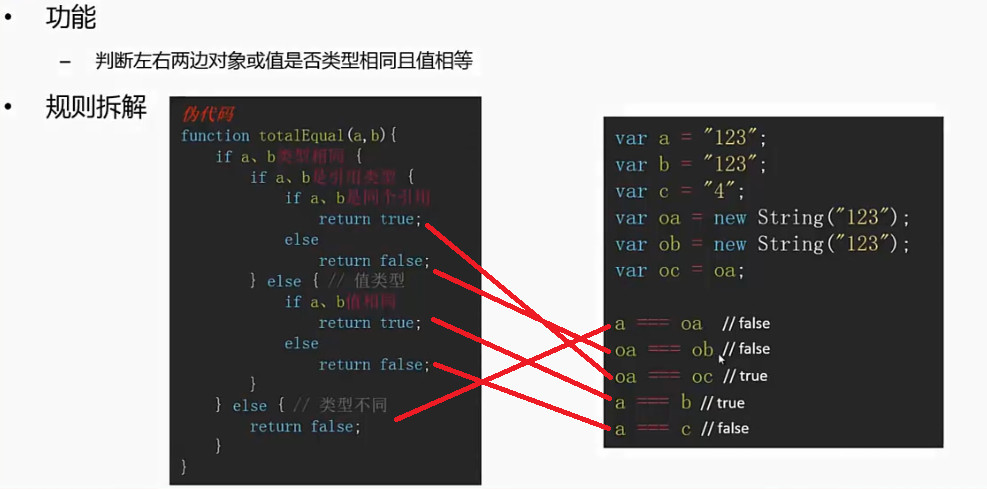 • 功能
– 判断左右两边对象或值是否类型相同且值相等
• 规则拆解
伪代码
function totalEqual(a,b){
if a、b类型相同 {
if a、b是引用类型 {
if a、b是同个引用
return true;
else
return false;
} else { // 值类型
if a、b值相同
return true;
else
return false;
}
} else { // 类型不同
return false;
}
}
var a = "123";
var b = "123";
var c = "4";
var oa = new String("123");
var ob = new String("123");
var oc = oa;
a === oa //false
oa === ob //false
oa === oc //true
a === b //true
a === c //false